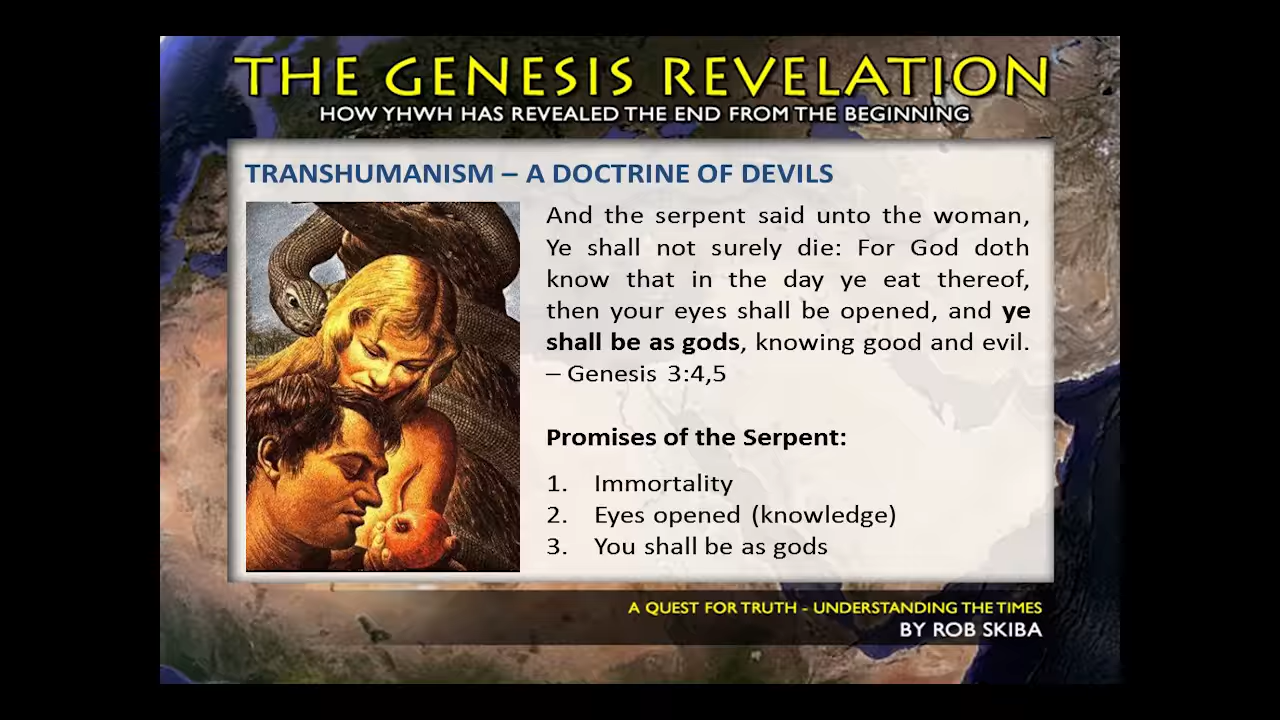 THE GENESIS REVELATION
HOW YHWH HAS REVEALED THE END FROM THE BEGINNING
TRANSHUMANISM – A DOCTRINE OF DEVILS
And the serpent said unto the woman,
Ye shall not surely die: For God doth
know that in the day ye eat thereof,
then your eyes shall be opened, and ye
shall be as gods, knowing good and evil.
– Genesis 3:4,5
Promises of the Serpent:
1. Immortality
2. Eyes opened (knowledge)
3. You shall be as gods
A QUEST FOR TRUTH - UNDERSTANDING THE TIMES
BY ROB SKIBA